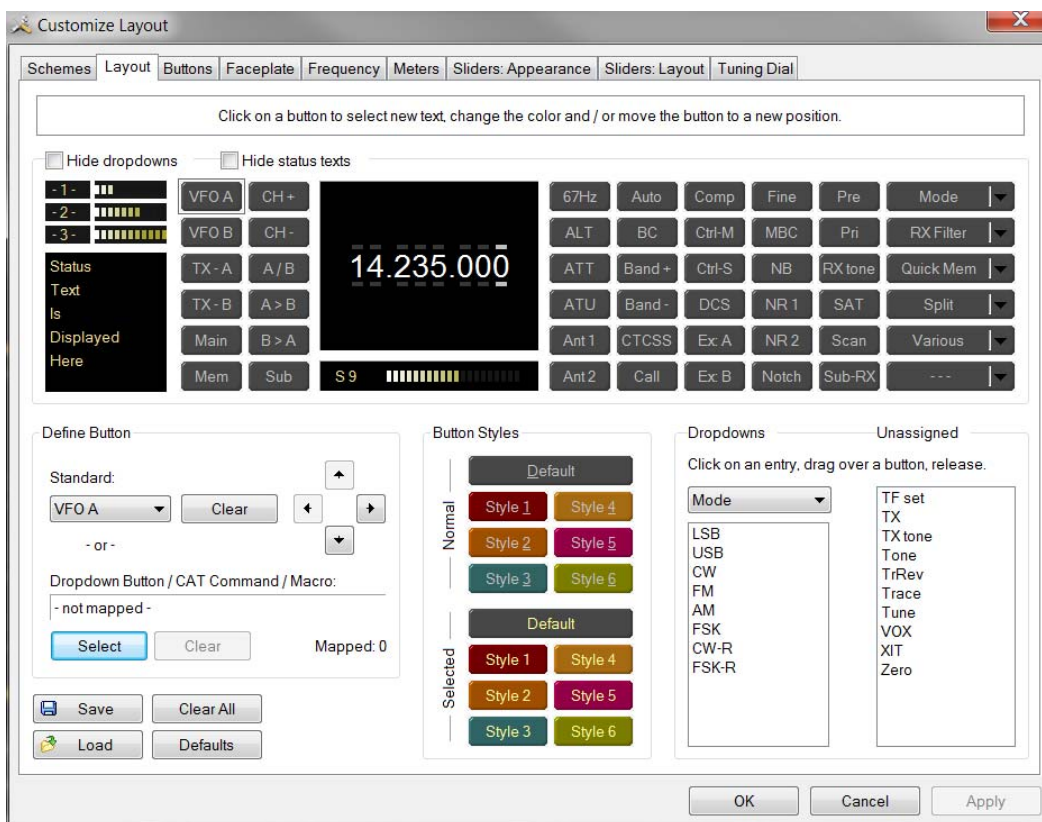 Customize Layout
X
Schemes Layout Buttons Faceplate Frequency Meters Sliders: Appearance Sliders: Layout Tuning Dial
Click on a button to select new text, change the color and / or move the button to a new position.
Hide dropdowns Hide status texts
- 1 - VFO A CH + 67Hz Auto Comp Fine Pre Mode
- 2 -
- 3 - VFO B CH - ALT BC Ctrl-M MBC Pri RX Filter
Status TX - A A / B 14.235.000 ATT Band + Ctrl-S NB RX tone Quick Mem
Text
Is TX - B A > B ATU Band - DCS NR 1 SAT Split
Displayed Main B > A Ant 1 CTCSS Ex: A NR 2 Scan Various
Here
Mem Sub S 9 Ant 2 Call Ex: B Notch Sub-RX - - -
Define Button
Standard:
VFO A Clear
- or -
Dropdown Button / CAT Command / Macro:
- not mapped -
Select Clear Mapped: 0
Save Clear All
Load Defaults
Button Styles
Normal
Default
Style 1 Style 4
Style 2 Style 5
Style 3 Style 6
Selected
Default
Style 1 Style 4
Style 2 Style 5
Style 3 Style 6
Dropdowns Unassigned
Click on an entry, drag over a button, release.
Mode
LSB
USB
CW
FM
AM
FSK
CW-R
FSK-R
TF set
TX
TX tone
Tone
TrRev
Trace
Tune
VOX
XIT
Zero
OK Cancel Apply